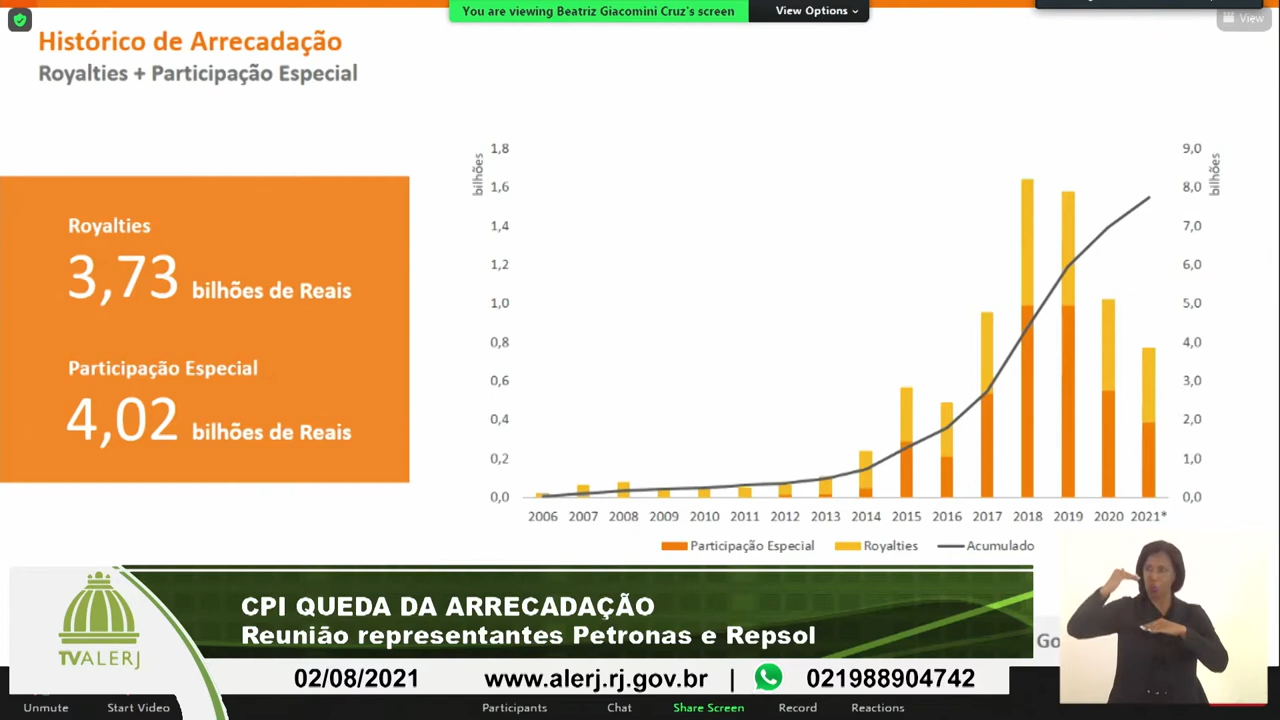 You are viewing Beatriz Giacomini Cruz's screen
View Options
View
Histórico de Arrecadação
Royalties + Participação Especial
Royalties
3,73 bilhões de Reais
Participação Especial
4,02 bilhões de Reais
bilhões
1,8
1,6
1,4
1,2
1,0
0,8
0,6
0,4
0,2
0,0
9,0
8,0
7,0
6,0
5,0
4,0
3,0
2,0
1,0
0,0
bilhões
2006 2007 2008 2009 2010 2011 2012 2013 2014 2015 2016 2017 2018 2019 2020 2021*
Participação Especial Royalties Acumulado
CPI QUEDA DA ARRECADAÇÃO
Reunião representantes Petronas e Repsol
Go
TVALERJ
02/08/2021 www.alerj.rj.gov.br | 021988904742
Unmute Start Video Participants Chat Share Screen Record Reactions